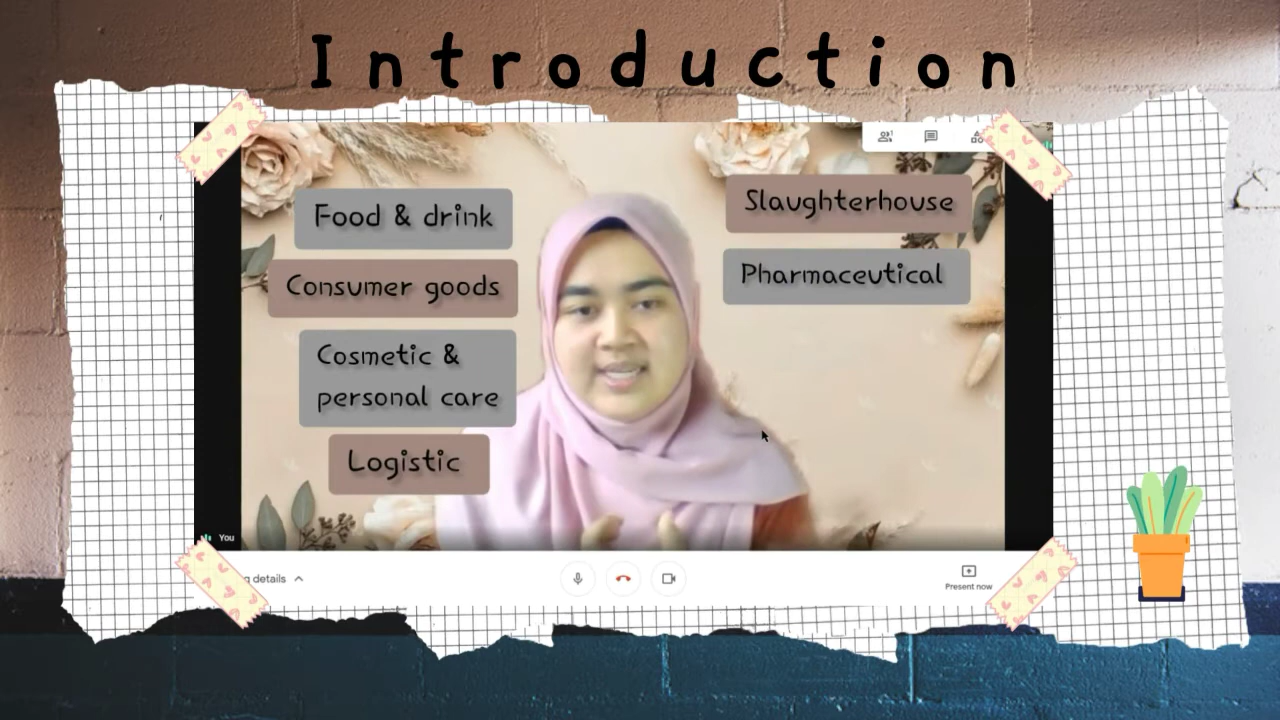 Introduction
Food & drink
Consumer goods
Cosmetic &
personal care
Logistic
Slaughterhouse
Pharmaceutical
You
details
Present now